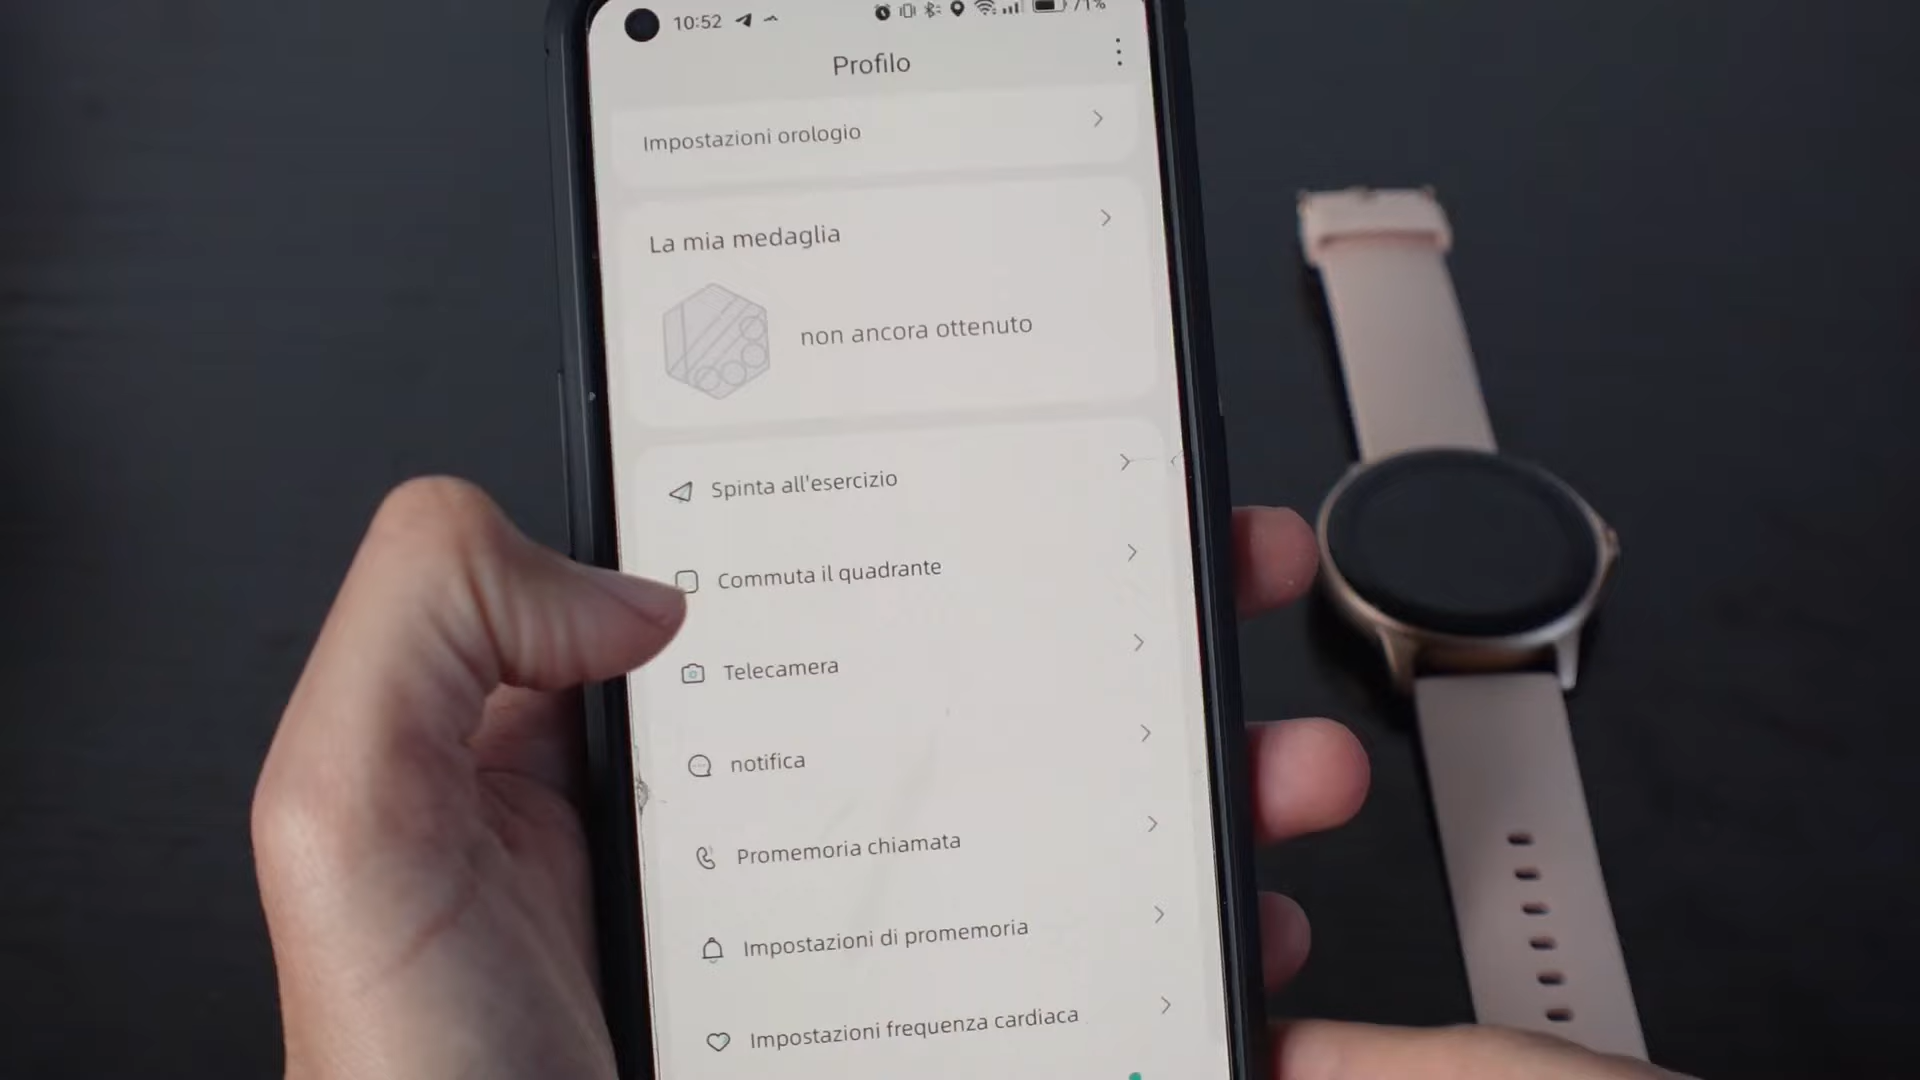 10:52
71%
Profilo
Impostazioni orologio
La mia medaglia
non ancora ottenuto
Spinta all'esercizio
Commuta il quadrante
Telecamera
notifica
Promemoria chiamata
Impostazioni di promemoria
Impostazioni frequenza cardiaca